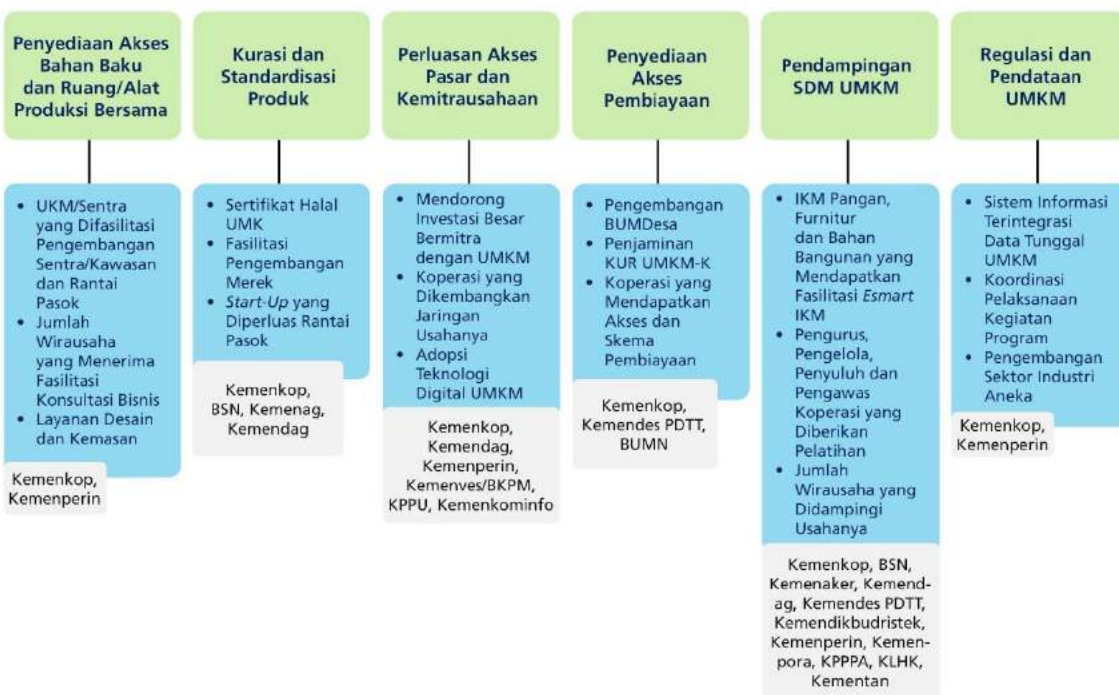 Penyediaan Akses
Bahan Baku
dan Ruang/Alat
Produksi Bersama
• UKM/Sentra
yang Difasilitasi
Pengembangan
Sentra/Kawasan
dan Rantai
Pasok
• Jumlah
Wirausaha
yang Menerima
Fasilitasi
Konsultasi Bisnis
• Layanan Desain
dan Kemasan
Kemenkop,
Kemenperin
Kurasi dan
Standardisasi
Produk
• Sertifikat Halal
UMK
• Fasilitasi
Pengembangan
Merek
• Start-Up yang
Diperluas Rantai
Pasok
Kemenkop,
BSN, Kemenag,
Kemendag
Perluasan Akses
Pasar dan
Kemitrausahaan
• Mendorong
Investasi Besar
Bermitra
dengan UMKM
• Koperasi yang
Dikembangkan
Jaringan
Usahanya
• Adopsi
Teknologi
Digital UMKM
Kemenkop,
Kemendag,
Kemenperin,
Kemenves/BKPM,
KPPU, Kemenkominfo
Penyediaan
Akses
Pembiayaan
• Pengembangan
BUMDesa
• Penjaminan
KUR UMKM-K
• Koperasi yang
Mendapatkan
Akses dan
Skema
Pembiayaan
Kemenkop,
Kemendes PDTT,
BUMN
Pendampingan
SDM UMKM
• IKM Pangan,
Furnitur
dan Bahan
Bangunan yang
Mendapatkan
Fasilitasi Esmart
IKM
• Pengurus,
Pengelola,
Penyuluh dan
Pengawas
Koperasi yang
Diberikan
Pelatihan
• Jumlah
Wirausaha yang
Didampingi
Usahanya
Kemenkop, BSN,
Kemenaker, Kemend-
ag, Kemendes PDTT,
Kemendikbudristek,
Kemenperin, Kemen-
pora, KPPPA, KLHK,
Kementan
Regulasi dan
Pendataan
UMKM
• Sistem Informasi
Terintegrasi
Data Tunggal
UMKM
• Koordinasi
Pelaksanaan
Kegiatan
Program
• Pengembangan
Sektor Industri
Aneka
Kemenkop,
Kemenperin